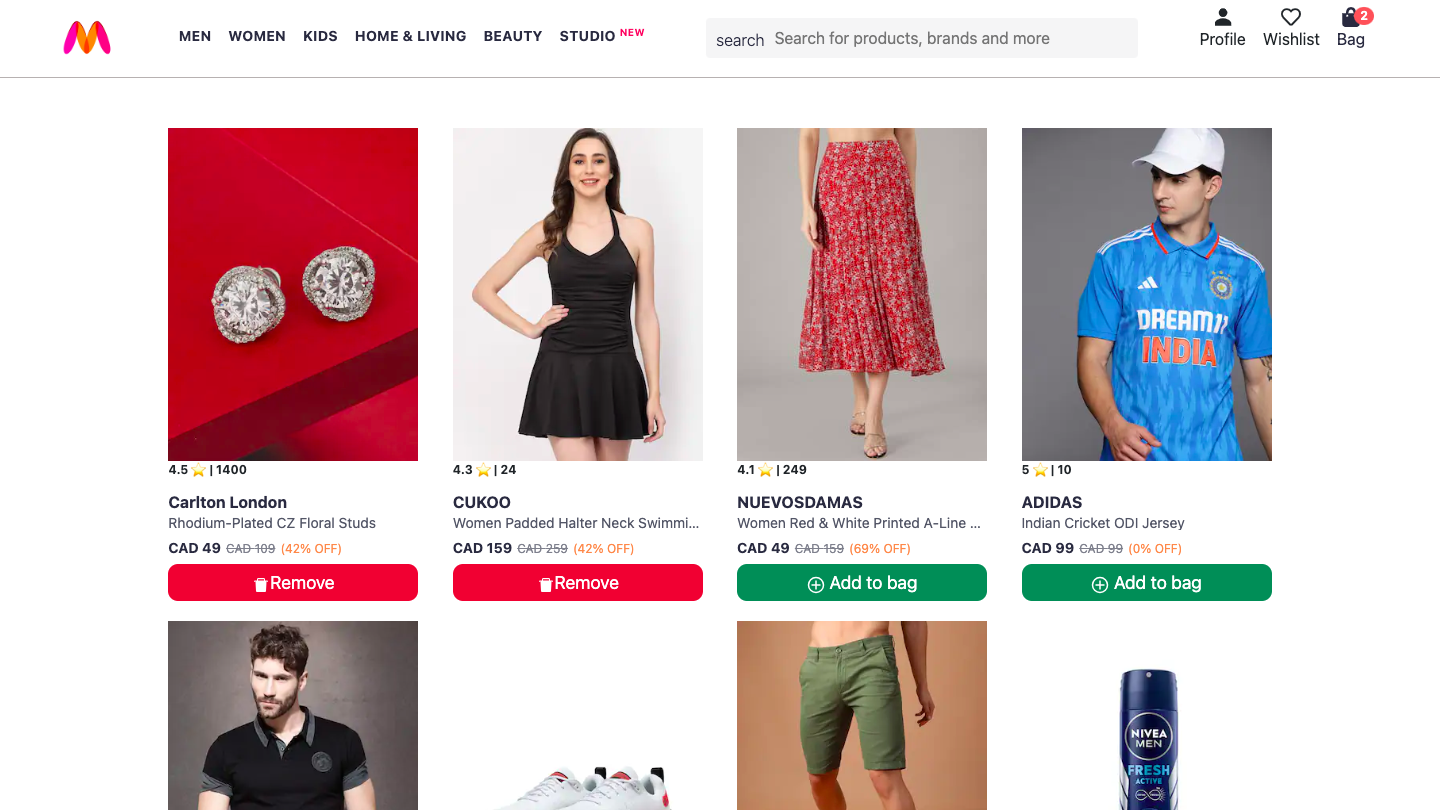 MEN WOMEN KIDS HOME & LIVING BEAUTY STUDIO NEW
search Search for products, brands and more
Profile Wishlist Bag 2
DREAM11
INDIA
4.5 ⭐ | 1400
Carlton London
Rhodium-Plated CZ Floral Studs
CAD 49 CAD 109 (42% OFF)
Remove
4.3 ⭐ | 24
CUKOO
Women Padded Halter Neck Swimmi...
CAD 159 CAD 259 (42% OFF)
Remove
4.1 ⭐ | 249
NUEVOSDAMAS
Women Red & White Printed A-Line ...
CAD 49 CAD 159 (69% OFF)
Add to bag
5 ⭐ | 10
ADIDAS
Indian Cricket ODI Jersey
CAD 99 CAD 99 (0% OFF)
Add to bag
NIVEA
MEN
FRESH
ACTIVE